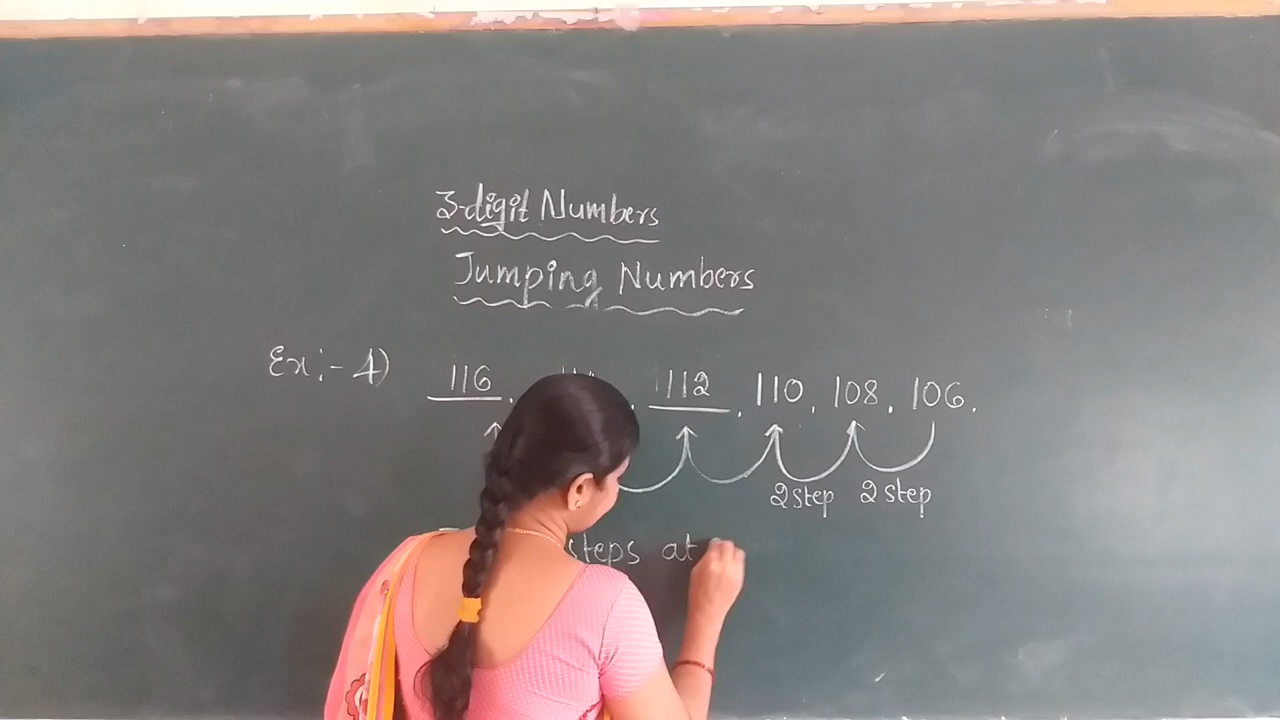 3-digit Numbers
Jumping Numbers
Ex:- 4) 116, 112, 110, 108, 106.
2 step 2 step
steps at